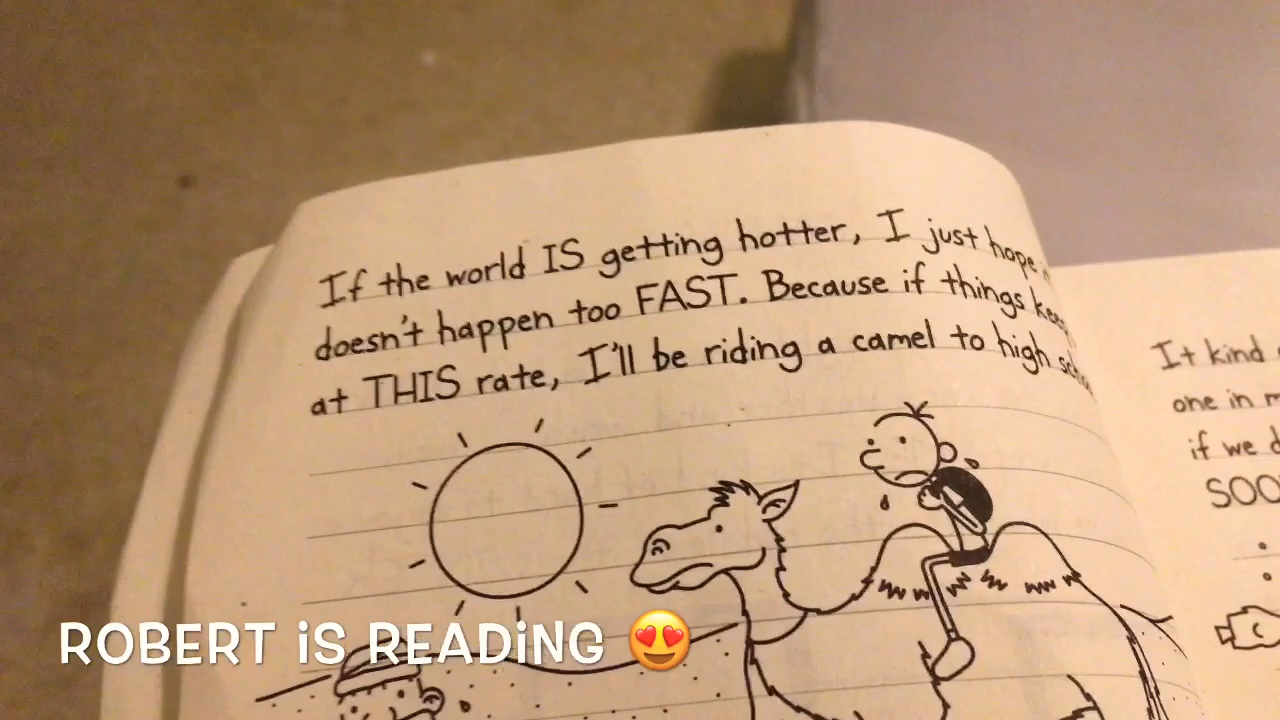 If the world IS getting hotter, I just hope
doesn't happen too FAST. Because if things keep
at THIS rate, I'll be riding a camel to high
It kind
one in
if we
ROBERT iS READiNG 😍